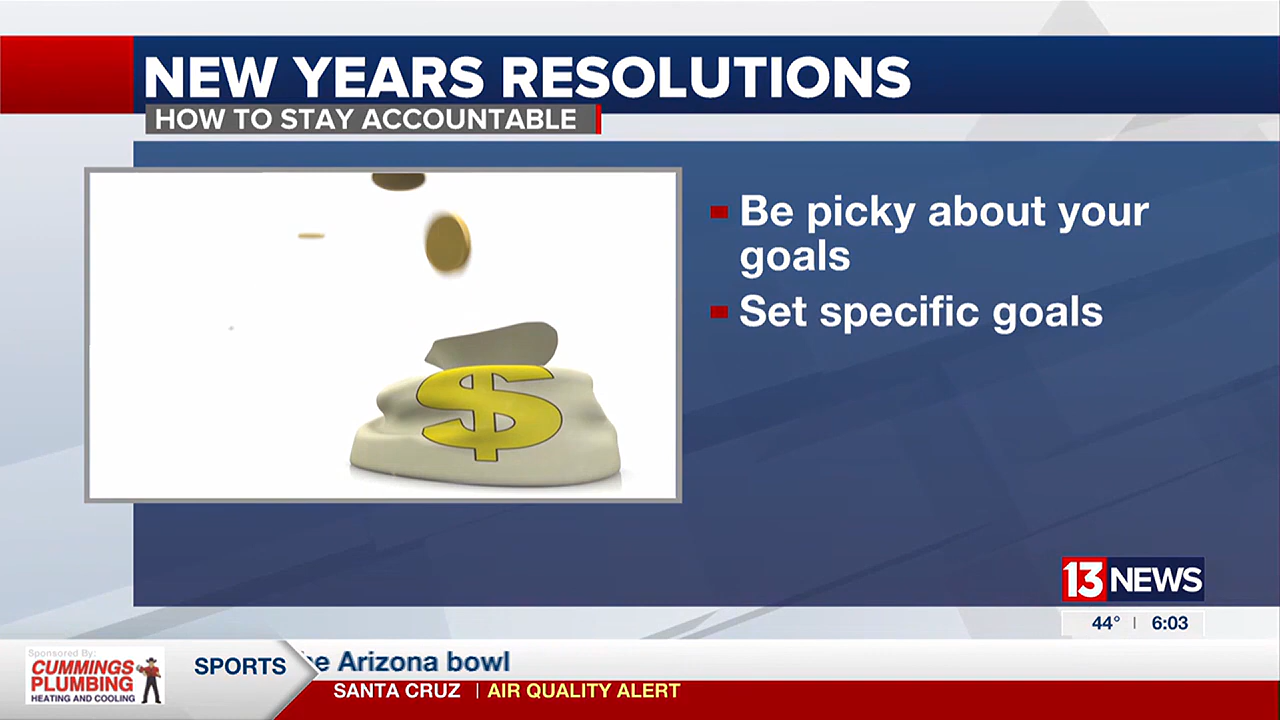 NEW YEARS RESOLUTIONS
HOW TO STAY ACCOUNTABLE
Be picky about your
goals
Set specific goals
$
13 NEWS
44° | 6:03
Sponsored By:
CUMMINGS
PLUMBING
HEATING AND COOLING
SPORTS
he Arizona bowl
SANTA CRUZ | AIR QUALITY ALERT